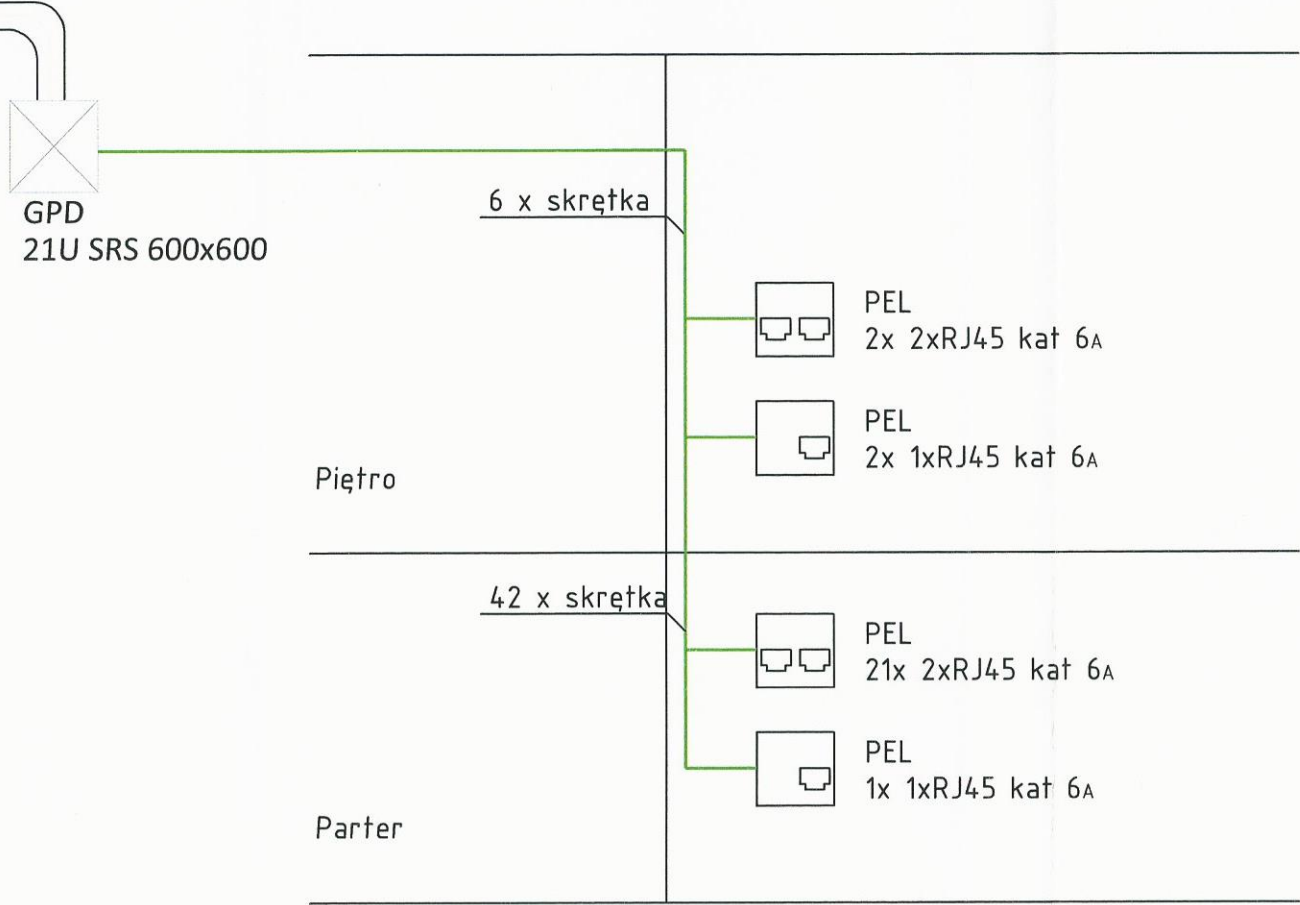 GPD
21U SRS 600x600
6 x skrętka
PEL
2x 2xRJ45 kat 6A
PEL
2x 1xRJ45 kat 6A
Piętro
42 x skrętka
PEL
21x 2xRJ45 kat 6A
PEL
1x 1xRJ45 kat 6A
Parter